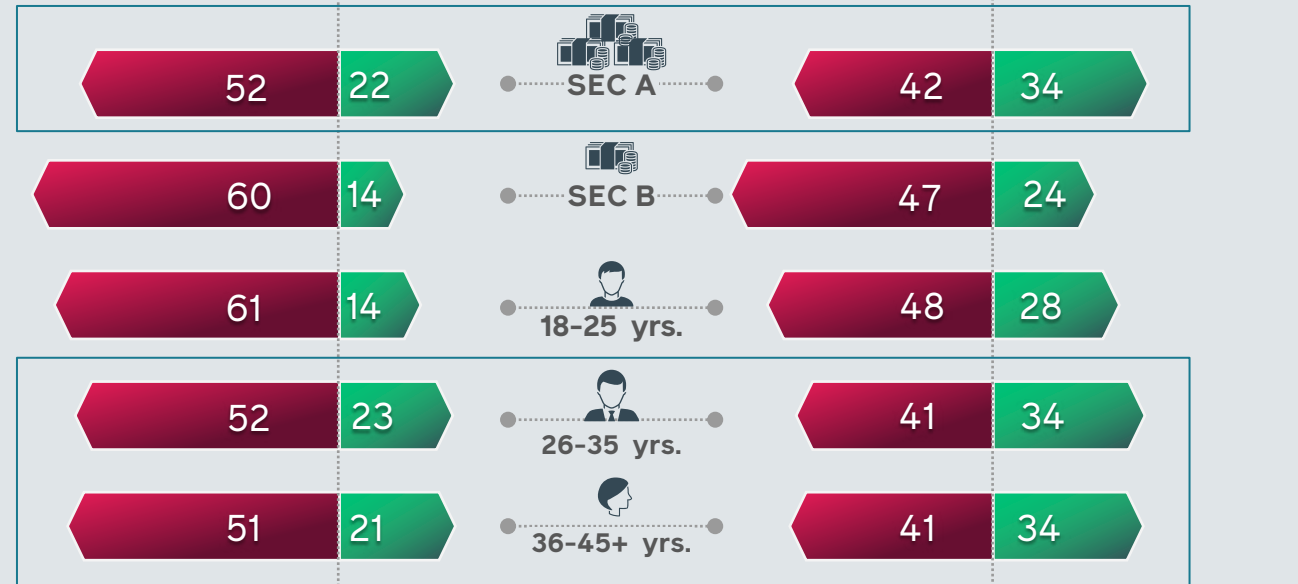 52 22 SEC A 42 34
60 14 SEC B 47 24
61 14 18-25 yrs. 48 28
52 23 26-35 yrs. 41 34
51 21 36-45+ yrs. 41 34